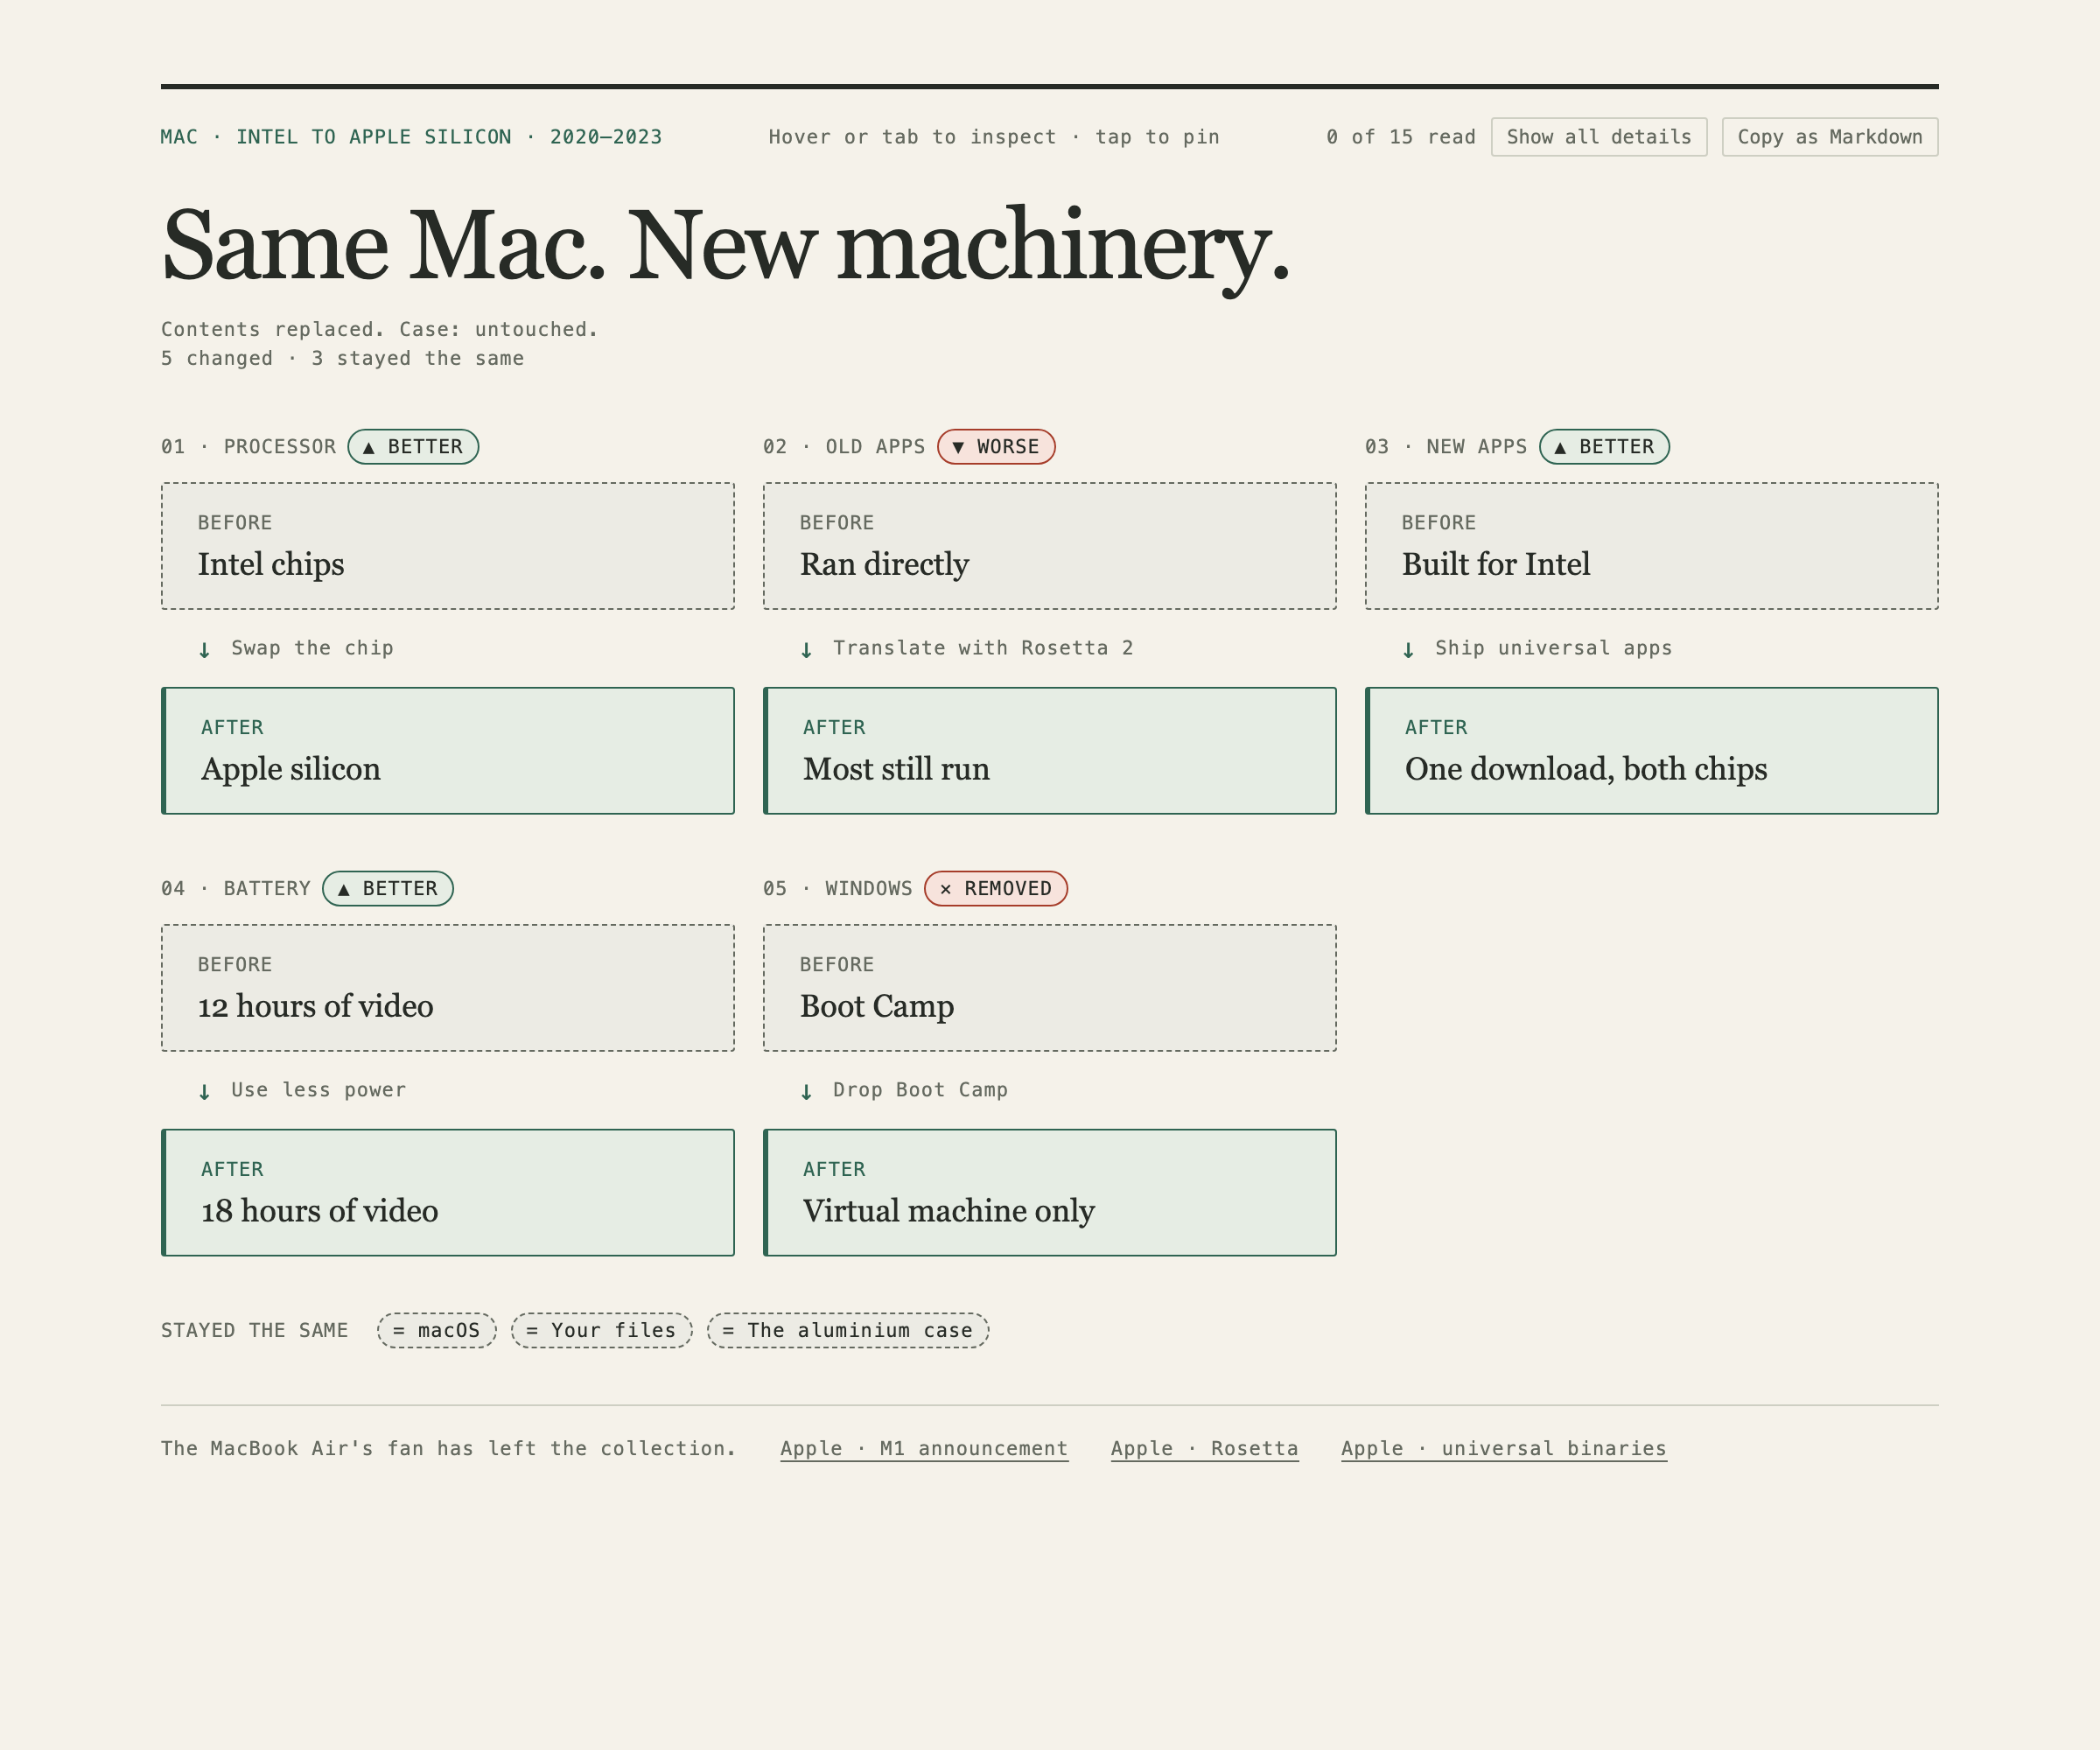 MAC · INTEL TO APPLE SILICON · 2020–2023
Hover or tab to inspect · tap to pin
0 of 15 read
Show all details
Copy as Markdown
Same Mac. New machinery.
Contents replaced. Case: untouched.
5 changed · 3 stayed the same
01 · PROCESSOR ▲ BETTER
BEFORE
Intel chips
↓ Swap the chip
AFTER
Apple silicon
02 · OLD APPS ▼ WORSE
BEFORE
Ran directly
↓ Translate with Rosetta 2
AFTER
Most still run
03 · NEW APPS ▲ BETTER
BEFORE
Built for Intel
↓ Ship universal apps
AFTER
One download, both chips
04 · BATTERY ▲ BETTER
BEFORE
12 hours of video
↓ Use less power
AFTER
18 hours of video
05 · WINDOWS × REMOVED
BEFORE
Boot Camp
↓ Drop Boot Camp
AFTER
Virtual machine only
STAYED THE SAME
= macOS
= Your files
= The aluminium case
The MacBook Air's fan has left the collection.
Apple · M1 announcement
Apple · Rosetta
Apple · universal binaries